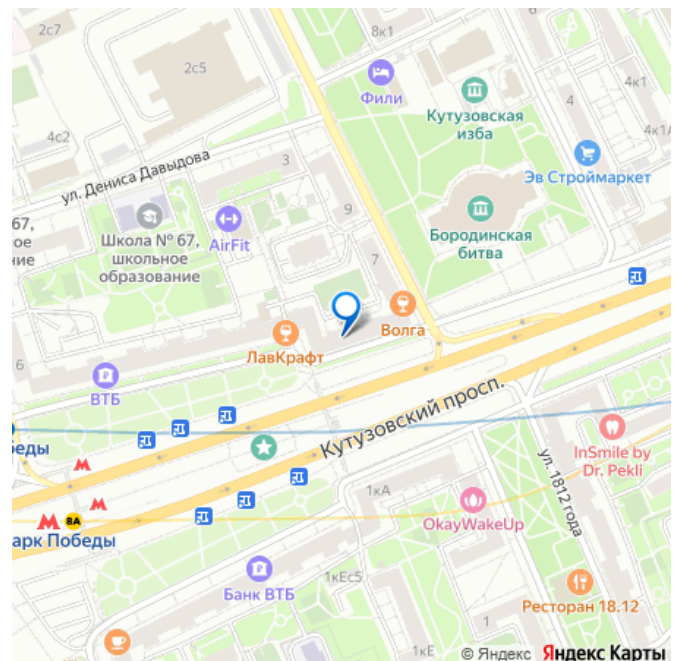 2с7
8к1
6
2с5
Фили
4к1
Кутузовская
изба
4
4с2
4к1А
ул. Дениса Давыдова
3
Эв Строймаркет
67,
ое
ние
Школа № 67,
школьное
образование
AirFit
9
Бородинская
битва
7
Волга
ЛавКрафт
6
ВТБ
Кутузовский просп.
еды
InSmile by
Dr. Pekli
ул. 1812 года
1кА
8А
арк Победы
OkayWakeUp
1кЕс5
Банк ВТБ
Ресторан 18.12
1
1кЕ
© Яндекс Яндекс Карты